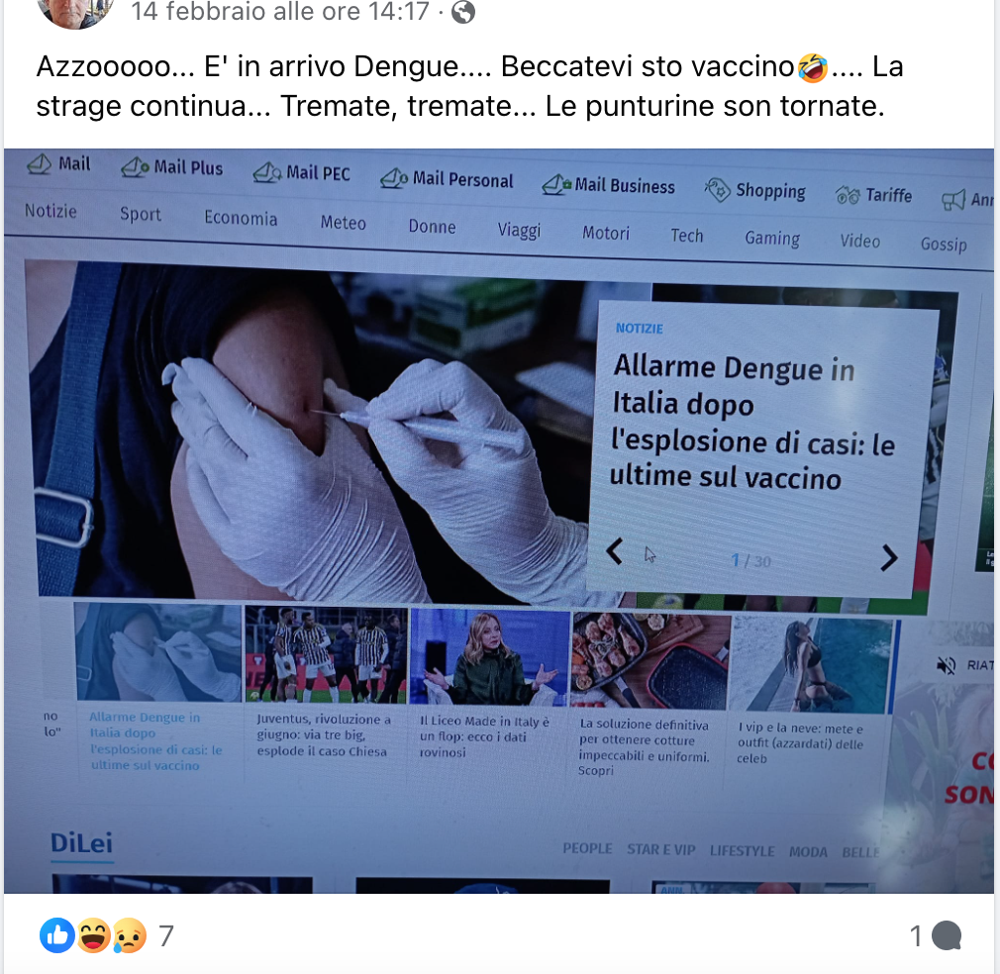 14 febbraio alle ore 14:17 ·
Azzooooo... E' in arrivo Dengue.... Beccatevi sto vaccino🤣.... La
strage continua... Tremate, tremate... Le punturine son tornate.
Mail Mail Plus Mail PEC Mail Personal Mail Business Shopping Tariffe
Notizie Sport Economia Meteo Donne Viaggi Motori Tech Gaming Video Gossip
NOTIZIE
Allarme Dengue in
Italia dopo
l'esplosione di casi: le
ultime sul vaccino
1 / 30
no
lo"
Allarme Dengue in
Italia dopo
l'esplosione di casi: le
ultime sul vaccino
Juventus, rivoluzione a
giugno: via tre big,
esplode il caso Chiesa
Il Liceo Made in Italy è
un flop: ecco i dati
rovinosi
La soluzione definitiva
per ottenere cotture
impeccabili e uniformi.
Scopri
I vip e la neve: mete e
outfit (azzardati) delle
celeb
RIAT
CO
SON
DiLei
PEOPLE STAR E VIP LIFESTYLE MODA BELLE
7
1